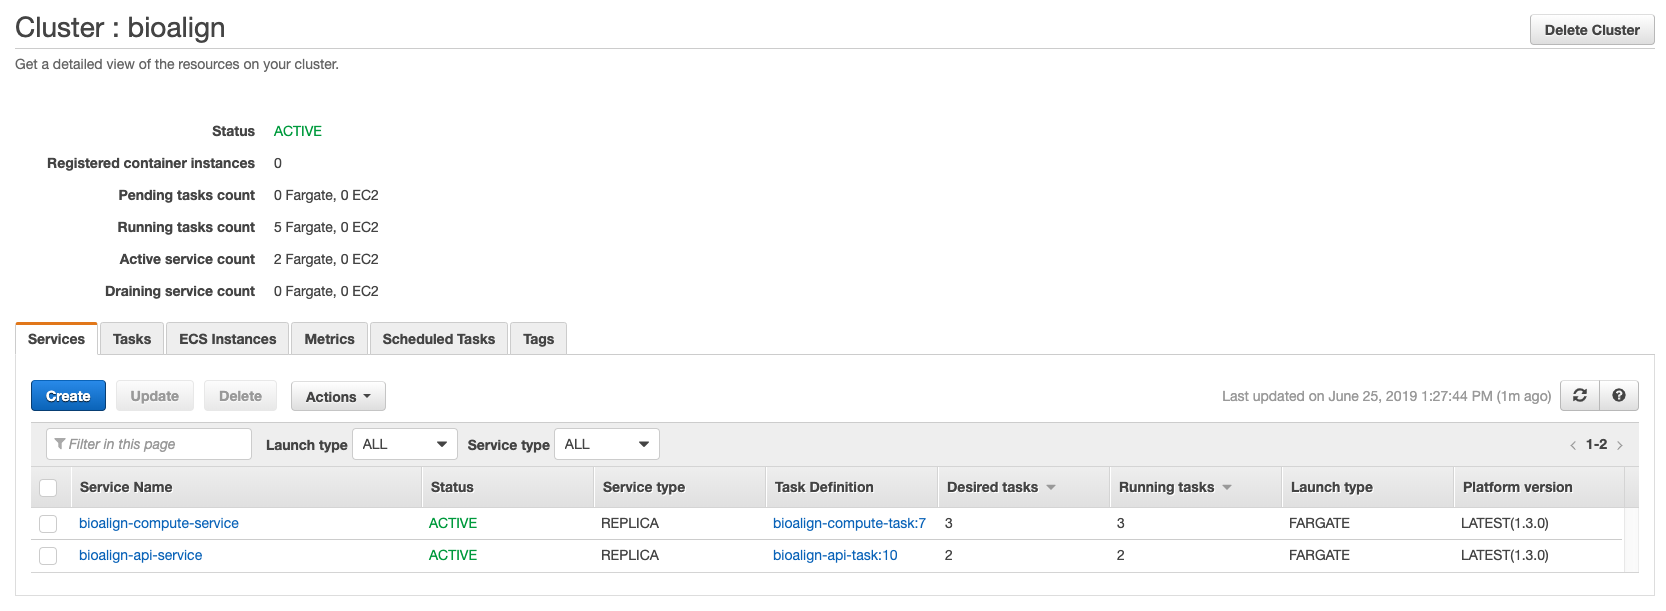 Cluster : bioalign
Delete Cluster
Get a detailed view of the resources on your cluster.
Status ACTIVE
Registered container instances 0
Pending tasks count 0 Fargate, 0 EC2
Running tasks count 5 Fargate, 0 EC2
Active service count 2 Fargate, 0 EC2
Draining service count 0 Fargate, 0 EC2
Services Tasks ECS Instances Metrics Scheduled Tasks Tags
Create Update Delete Actions Last updated on June 25, 2019 1:27:44 PM (1m ago)
Filter in this page Launch type ALL Service type ALL < 1-2 >
Service Name Status Service type Task Definition Desired tasks Running tasks Launch type Platform version
bioalign-compute-service ACTIVE REPLICA bioalign-compute-task:7 3 3 FARGATE LATEST(1.3.0)
bioalign-api-service ACTIVE REPLICA bioalign-api-task:10 2 2 FARGATE LATEST(1.3.0)